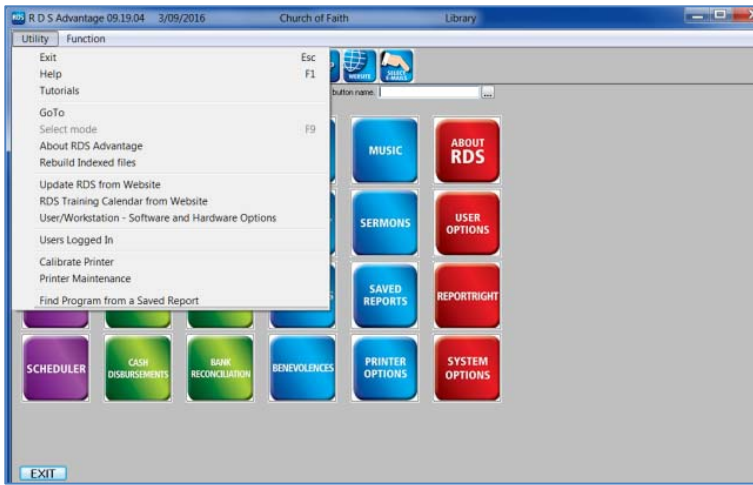 RDS R D S Advantage 09.19.04 3/09/2016 Church of Faith Library
Utility Function
Exit Esc
Help F1
Tutorials
GoTo
Select mode F9
About RDS Advantage
Rebuild Indexed files
Update RDS from Website
RDS Training Calendar from Website
User/Workstation - Software and Hardware Options
Users Logged In
Calibrate Printer
Printer Maintenance
Find Program from a Saved Report
WEBSITE SELECT E-MAILS
button name: ...
MUSIC ABOUT RDS
SERMONS USER OPTIONS
SAVED REPORTS REPORTRIGHT
SCHEDULER CASH DISBURSEMENTS BANK RECONCILIATION BENEVOLENCES PRINTER OPTIONS SYSTEM OPTIONS
EXIT